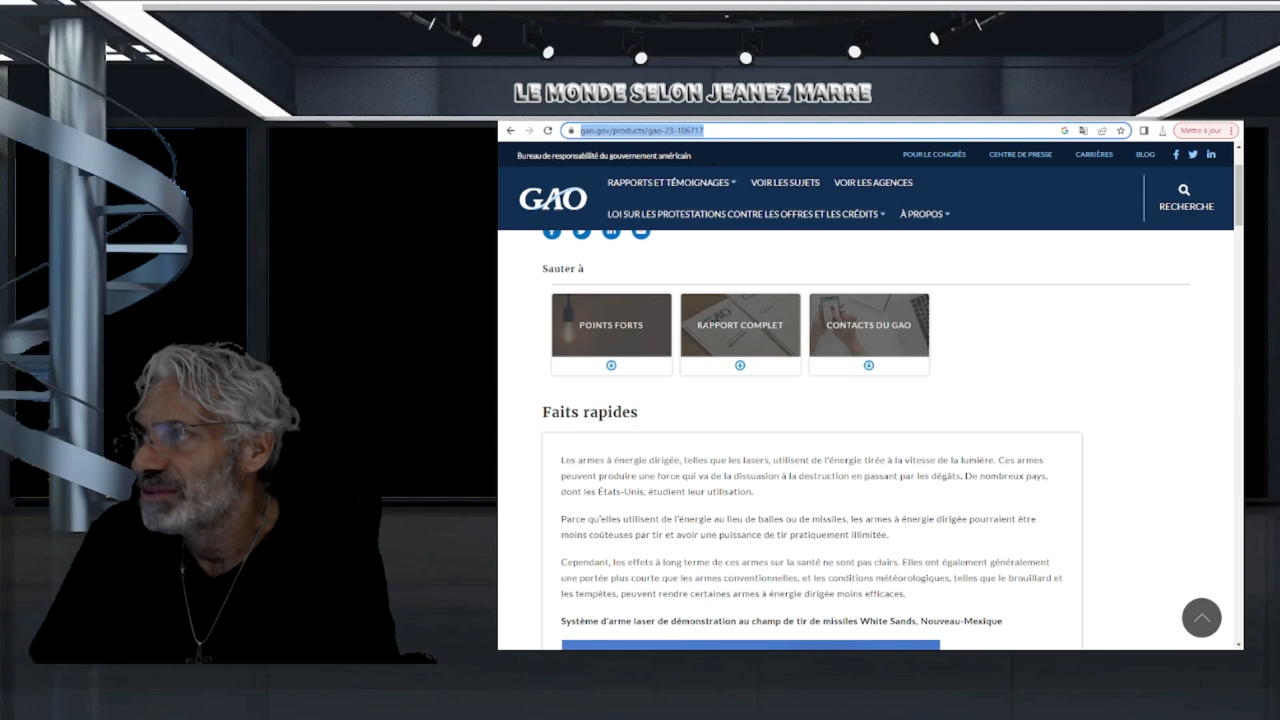 LE MONDE SELON JEANEZ MARRE
gao.gov/products/gao-23-106717
Mettre à jour
Bureau de responsabilité du gouvernement américain
POUR LE CONGRÈS CENTRE DE PRESSE CARRIÈRES BLOG
GAO
RAPPORTS ET TÉMOIGNAGES VOIR LES SUJETS VOIR LES AGENCES
LOI SUR LES PROTESTATIONS CONTRE LES OFFRES ET LES CRÉDITS À PROPOS
RECHERCHE
Sauter à
POINTS FORTS
RAPPORT COMPLET
CONTACTS DU GAO
Faits rapides
Les armes à énergie dirigée, telles que les lasers, utilisent de l'énergie tirée à la vitesse de la lumière. Ces armes
peuvent produire une force qui va de la dissuasion à la destruction en passant par les dégâts. De nombreux pays,
dont les États-Unis, étudient leur utilisation.
Parce qu'elles utilisent de l'énergie au lieu de balles ou de missiles, les armes à énergie dirigée pourraient être
moins coûteuses par tir et avoir une puissance de tir pratiquement illimitée.
Cependant, les effets à long terme de ces armes sur la santé ne sont pas clairs. Elles ont également généralement
une portée plus courte que les armes conventionnelles, et les conditions météorologiques, telles que le brouillard et
les tempêtes, peuvent rendre certaines armes à énergie dirigée moins efficaces.
Système d'arme laser de démonstration au champ de tir de missiles White Sands, Nouveau-Mexique